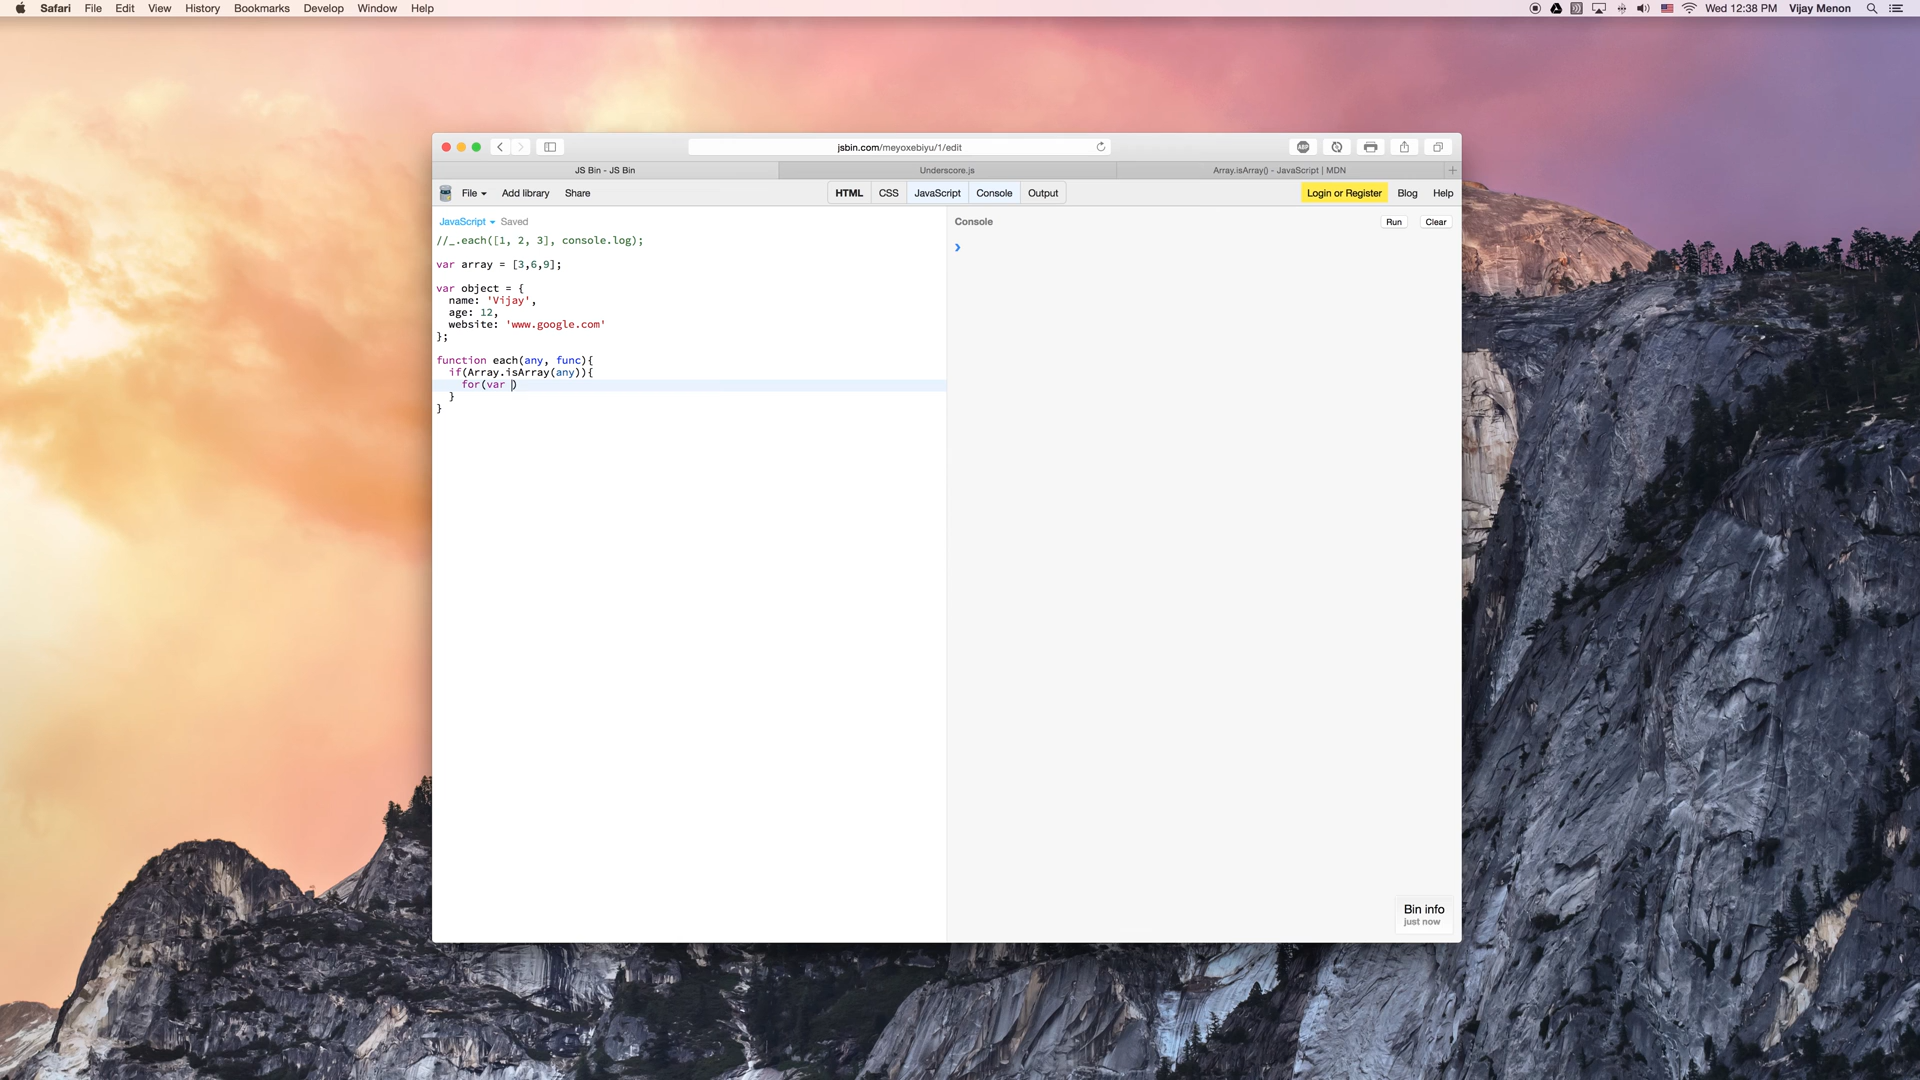 Safari File Edit View History Bookmarks Develop Window Help Wed 12:38 PM Vijay Menon
jsbin.com/meyoxebiyu/1/edit
JS Bin - JS Bin Underscore.js Array.isArray() - JavaScript | MDN
File Add library Share HTML CSS JavaScript Console Output Login or Register Blog Help
JavaScript Saved Console Run Clear
//_.each([1, 2, 3], console.log);
var array = [3,6,9];
var object = {
name: 'Vijay',
age: 12,
website: 'www.google.com'
};
function each(any, func){
if(Array.isArray(any)){
for(var )
}
}
Bin info
just now